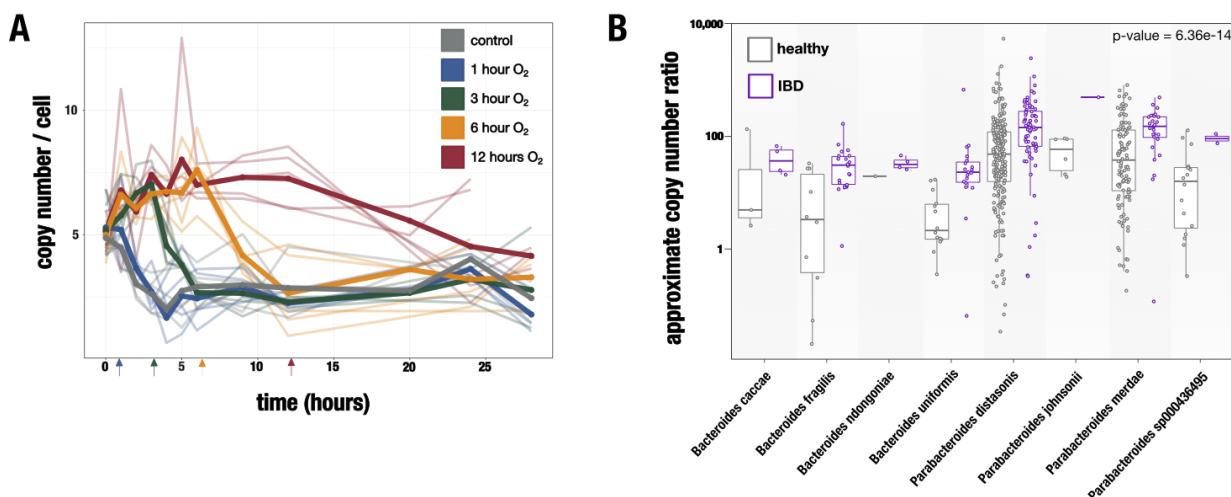 A
copy number / cell
10
5
control
1 hour O₂
3 hour O₂
6 hour O₂
12 hours O₂
0
5
10
15
20
25
time (hours)
B
approximate copy number ratio
10,000
100
1
healthy
IBD
p-value = 6.36e-14
Bacteroides caccae
Bacteroides fragilis
Bacteroides ndongoniae
Bacteroides uniformis
Parabacteroides distasonis
Parabacteroides johnsonii
Parabacteroides merdae
Parabacteroides sp000436495